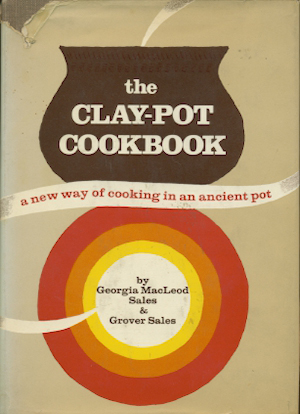 the
CLAY-POT
COOKBOOK
a new way of cooking in an ancient pot
by
Georgia MacLeod
Sales
&
Grover Sales